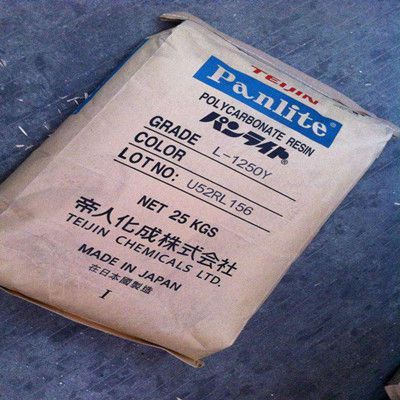 TEIJIN
Panlite®
POLYCARBONATE RESIN
パンライト®
GRADE L-1250Y
COLOR
LOT NO: U52RL156
NET 25 KGS
帝人化成株式会社
TEIJIN CHEMICALS LTD.
MADE IN JAPAN
在日本國製造
I